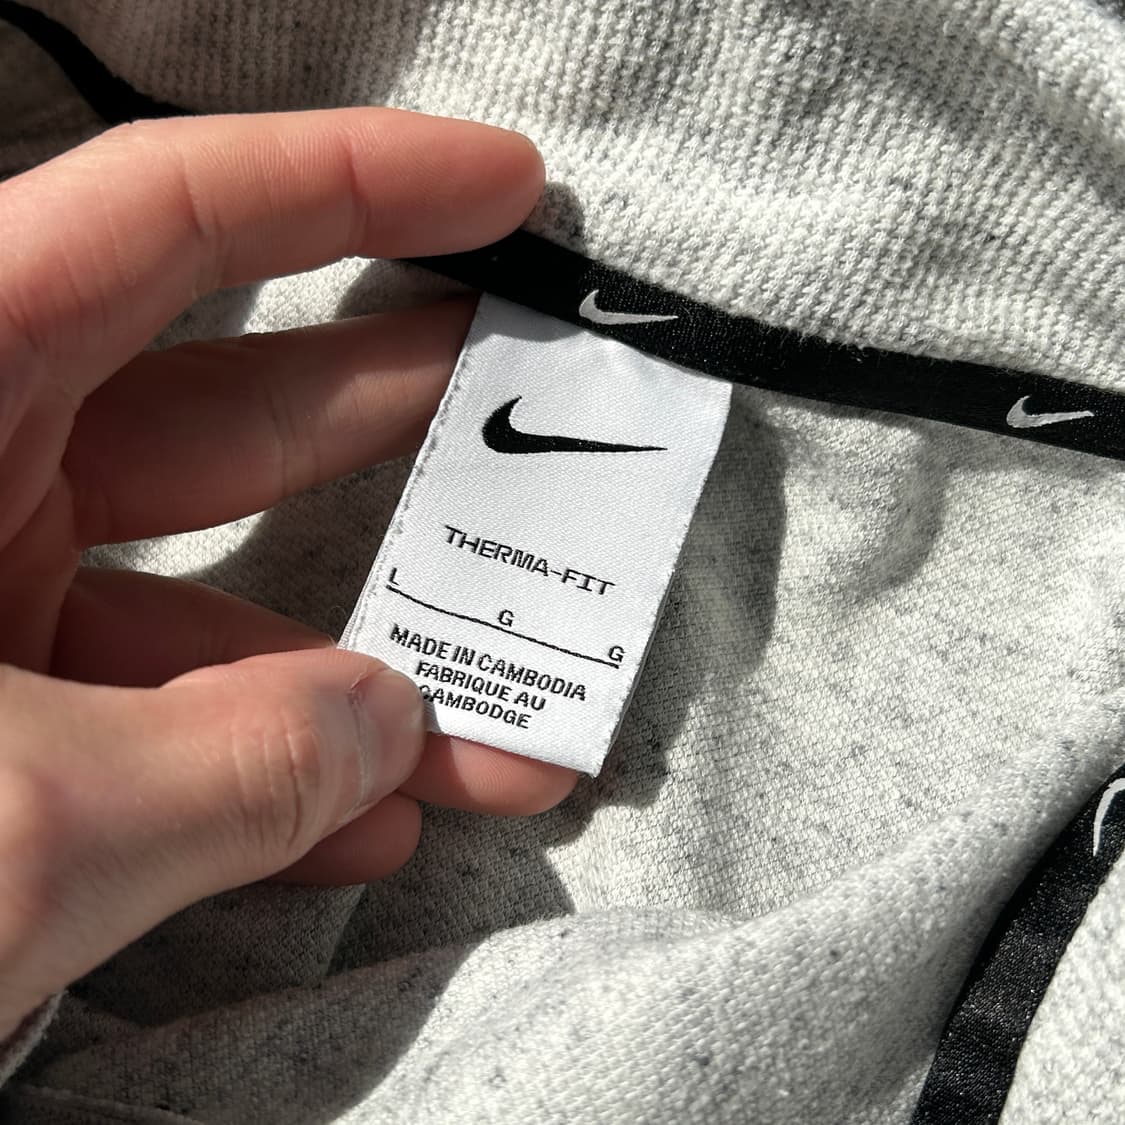 THERMA-FIT
L G G
MADE IN CAMBODIA
FABRIQUE AU
CAMBODGE